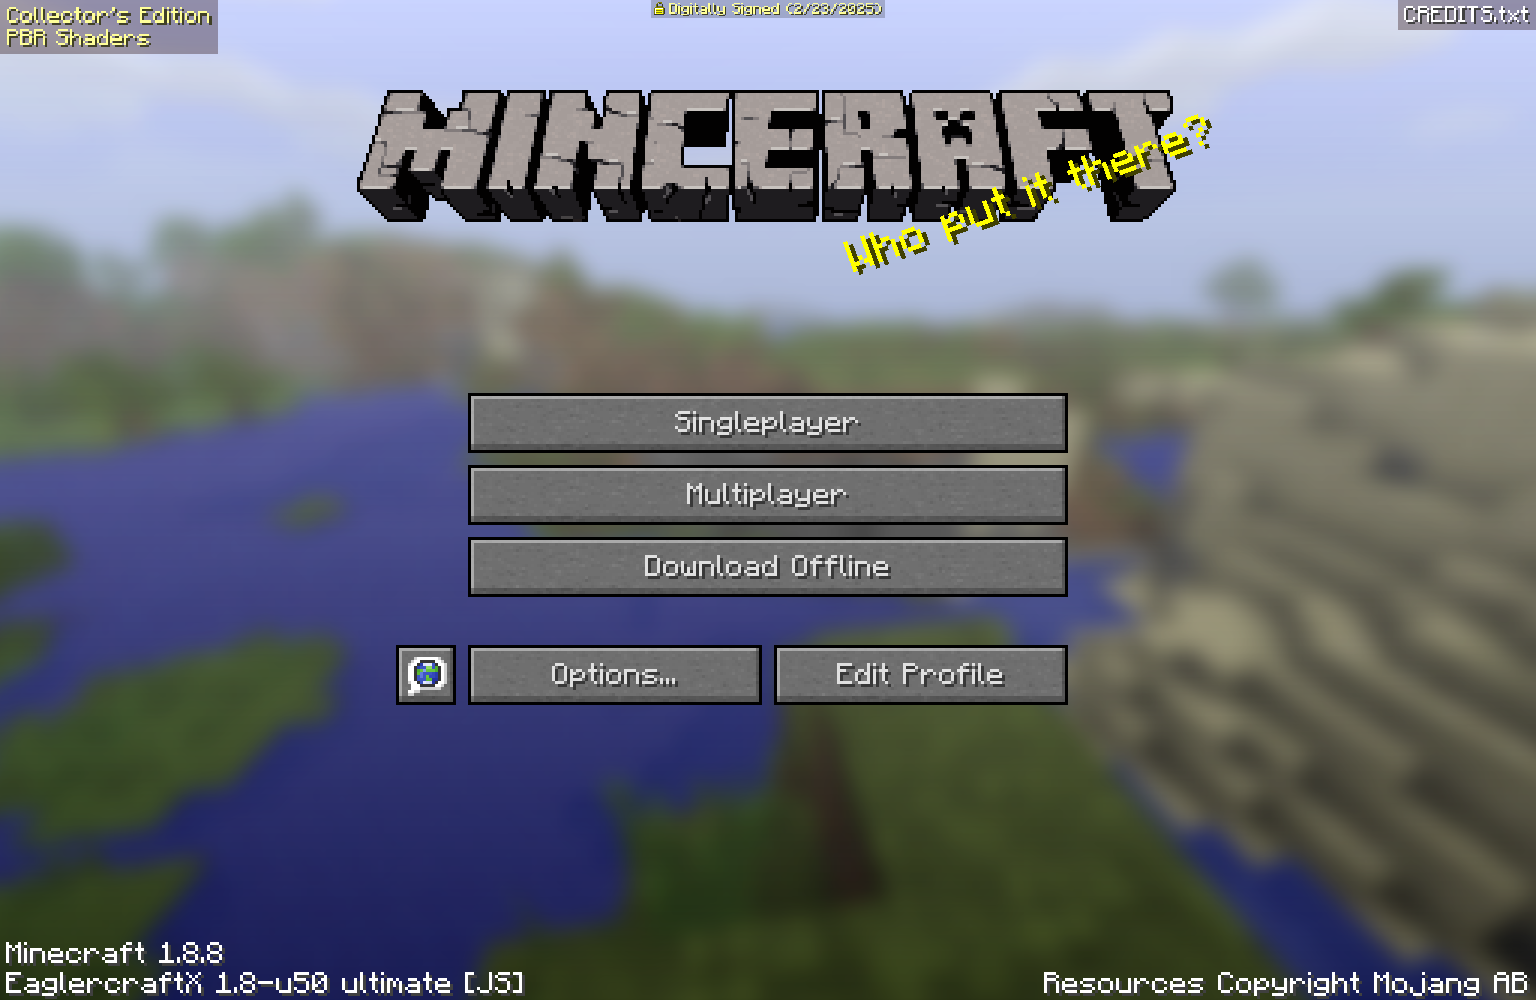 Collector's Edition
PBR Shaders
Digitally Signed (2/23/2025)
CREDITS.txt
MINCERAFT
Who put it there?
Singleplayer
Multiplayer
Download Offline
Options...
Edit Profile
Minecraft 1.8.8
EaglercraftX 1.8-u50 ultimate [JS]
Resources Copyright Mojang AB